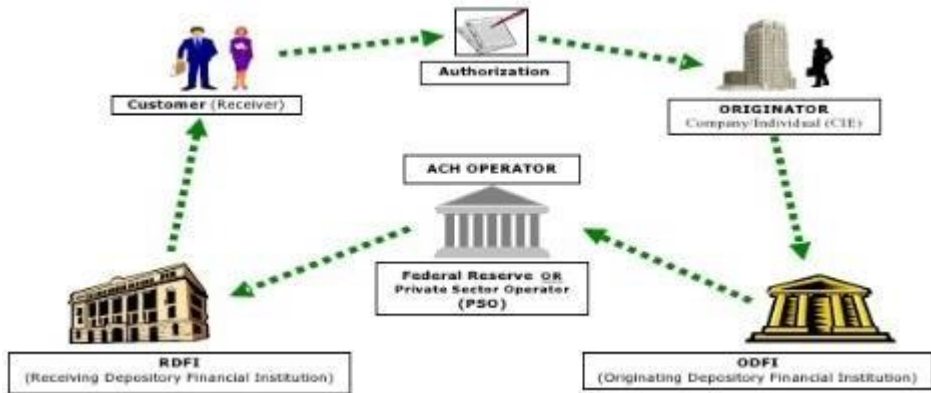 Authorization
Customer (Receiver)
ORIGINATOR
Company/Individual (CIE)
ACH OPERATOR
Federal Reserve OR
Private Sector Operator
(PSO)
RDFI
(Receiving Depository Financial Institution)
ODFI
(Originating Depository Financial Institution)